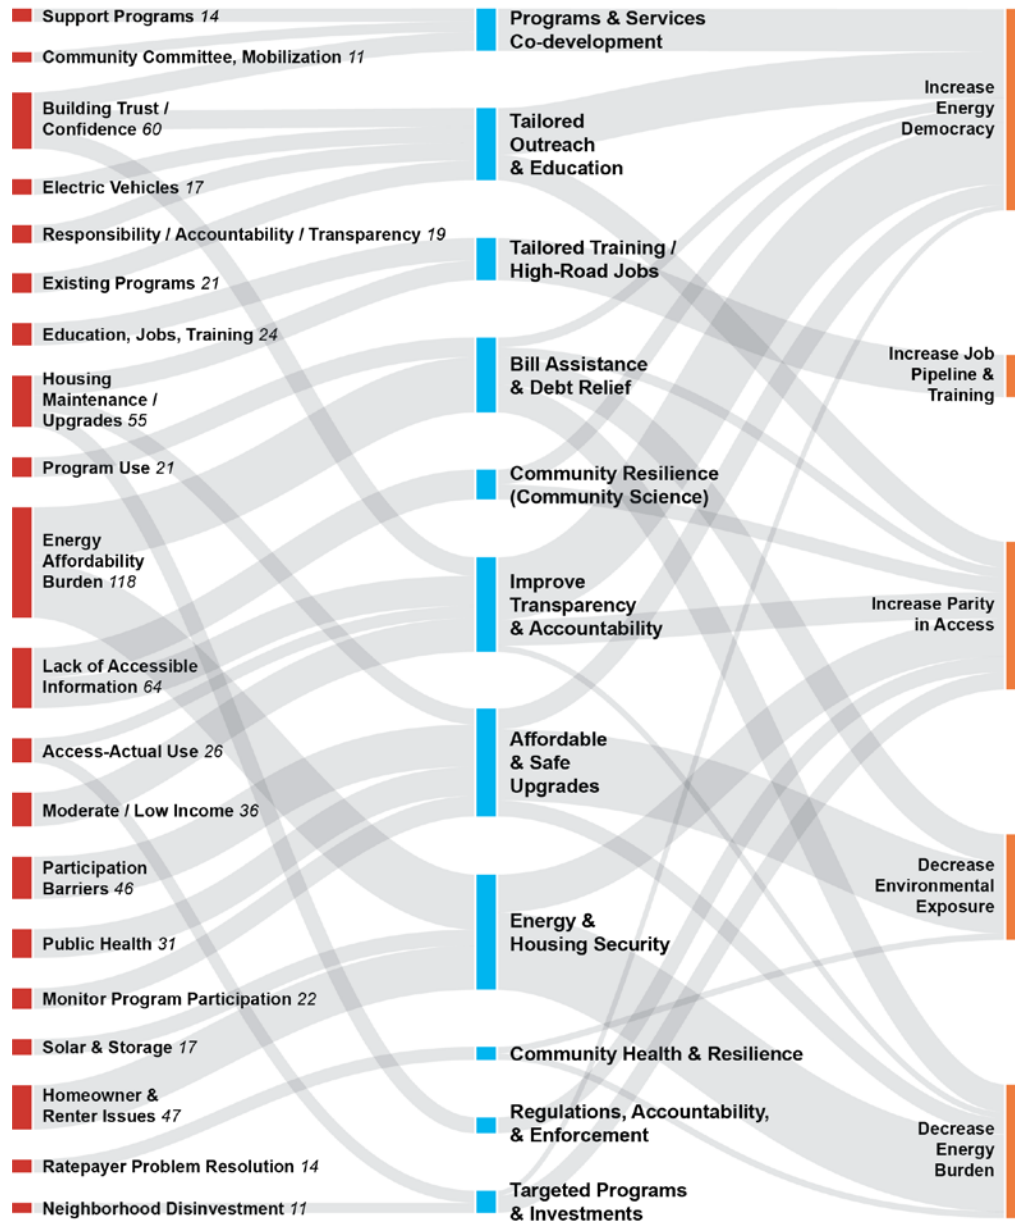 Support Programs 14
Community Committee, Mobilization 11
Building Trust /
Confidence 60
Electric Vehicles 17
Responsibility / Accountability / Transparency 19
Existing Programs 21
Education, Jobs, Training 24
Housing
Maintenance /
Upgrades 55
Program Use 21
Energy
Affordability
Burden 118
Lack of Accessible
Information 64
Access-Actual Use 26
Moderate / Low Income 36
Participation
Barriers 46
Public Health 31
Monitor Program Participation 22
Solar & Storage 17
Homeowner &
Renter Issues 47
Ratepayer Problem Resolution 14
Neighborhood Disinvestment 11
Programs & Services
Co-development
Tailored
Outreach
& Education
Tailored Training /
High-Road Jobs
Bill Assistance
& Debt Relief
Community Resilience
(Community Science)
Improve
Transparency
& Accountability
Affordable
& Safe
Upgrades
Energy &
Housing Security
Community Health & Resilience
Regulations, Accountability,
& Enforcement
Targeted Programs
& Investments
Increase
Energy
Democracy
Increase Job
Pipeline &
Training
Increase Parity
in Access
Decrease
Environmental
Exposure
Decrease
Energy
Burden